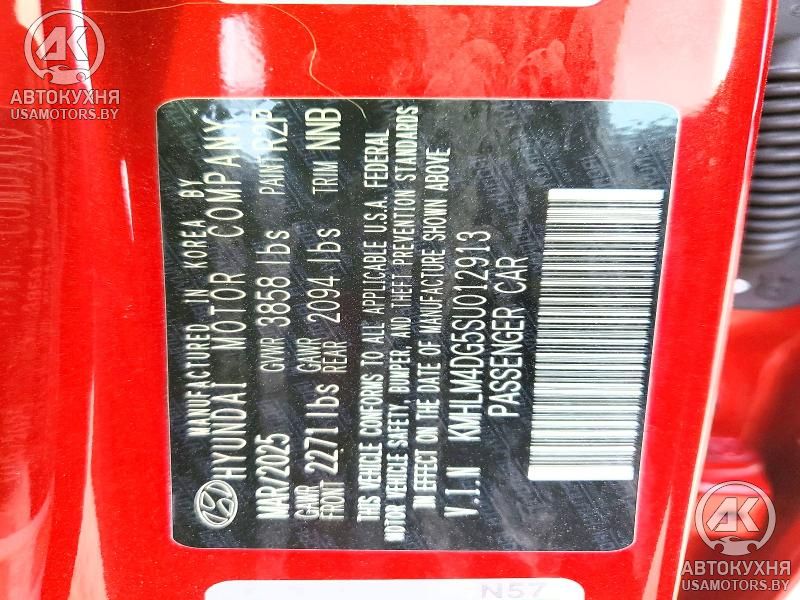 MANUFACTURED IN KOREA BY
HYUNDAI MOTOR COMPANY
MAR/2025 GVWR 3858 lbs PAINT R2P
GAWR FRONT 2271 lbs GAWR REAR 2094 lbs TRIM NNB
THIS VEHICLE CONFORMS TO ALL APPLICABLE U.S.A. FEDERAL
MOTOR VEHICLE SAFETY, BUMPER, AND THEFT PREVENTION STANDARDS
IN EFFECT ON THE DATE OF MANUFACTURE SHOWN ABOVE
V.I.N KMHLM4DG5SU012913
PASSENGER CAR
N57
АК
АВТОКУХНЯ
USAMOTORS.BY
АК
АВТОКУХНЯ
USAMOTORS.BY